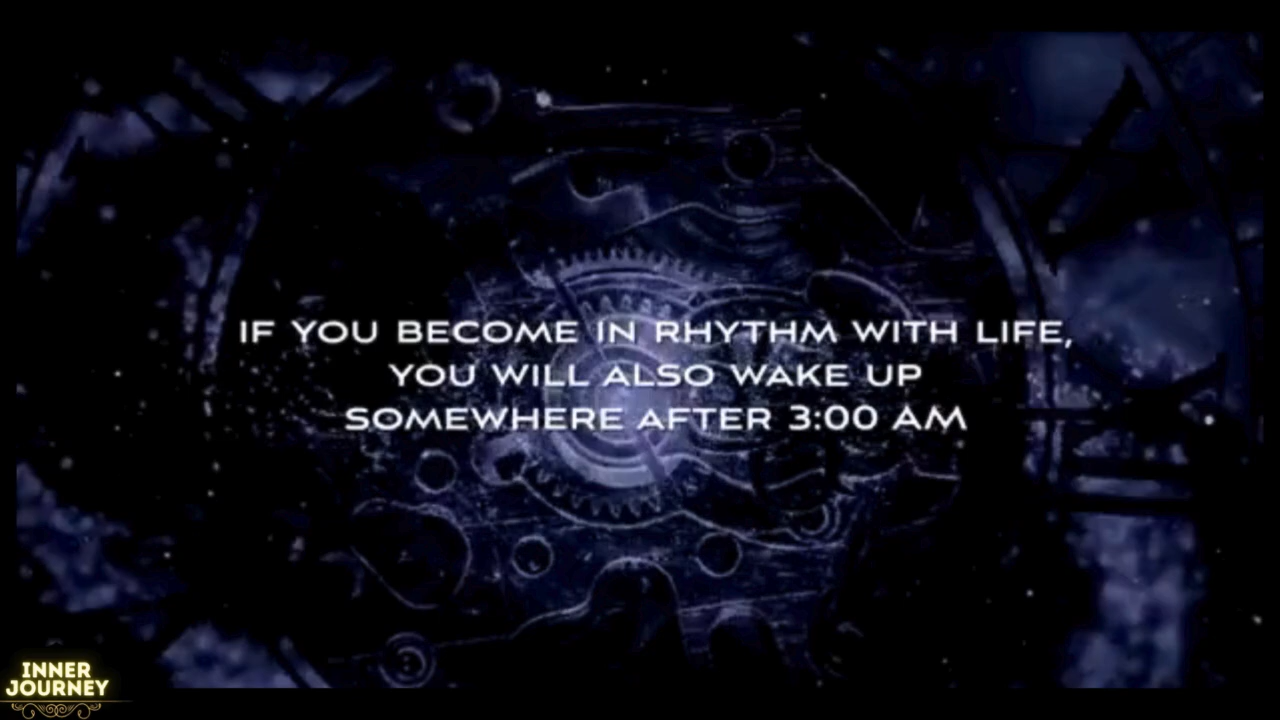 IF YOU BECOME IN RHYTHM WITH LIFE,
YOU WILL ALSO WAKE UP
SOMEWHERE AFTER 3:00 AM
INNER
JOURNEY